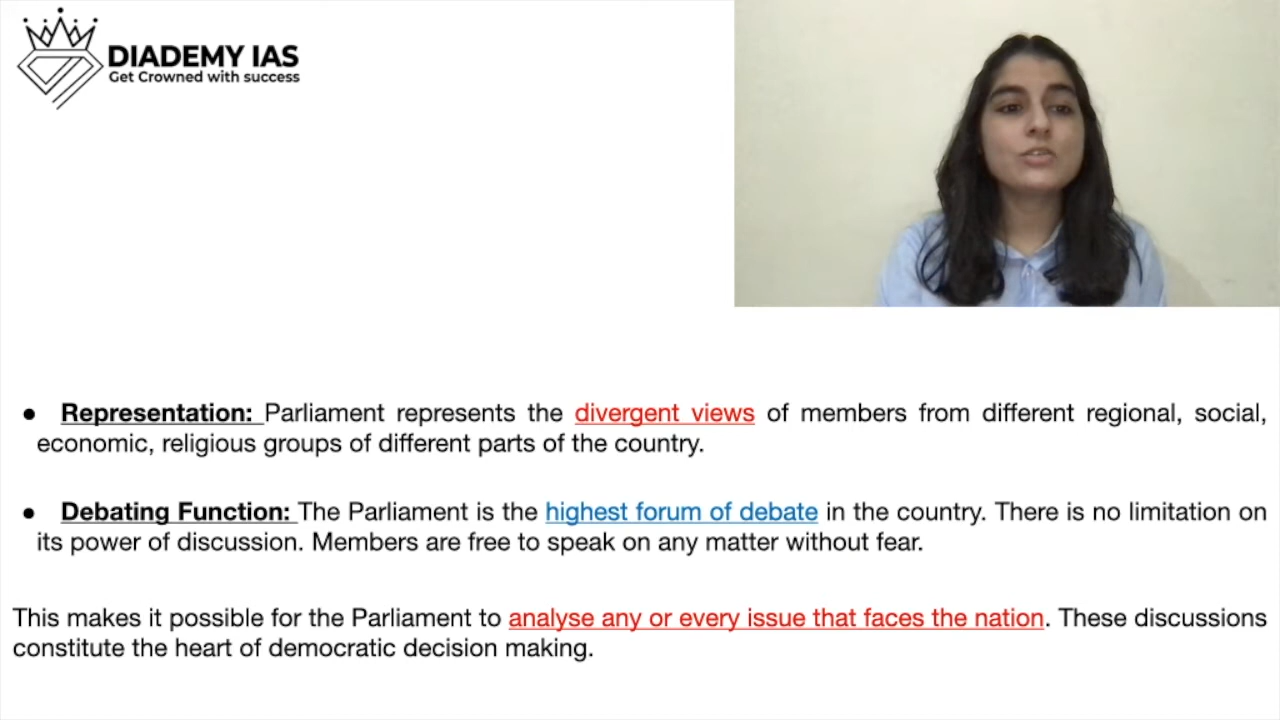 DIADEMY IAS
Get Crowned with success
● Representation: Parliament represents the divergent views of members from different regional, social,
economic, religious groups of different parts of the country.
● Debating Function: The Parliament is the highest forum of debate in the country. There is no limitation on
its power of discussion. Members are free to speak on any matter without fear.
This makes it possible for the Parliament to analyse any or every issue that faces the nation. These discussions
constitute the heart of democratic decision making.